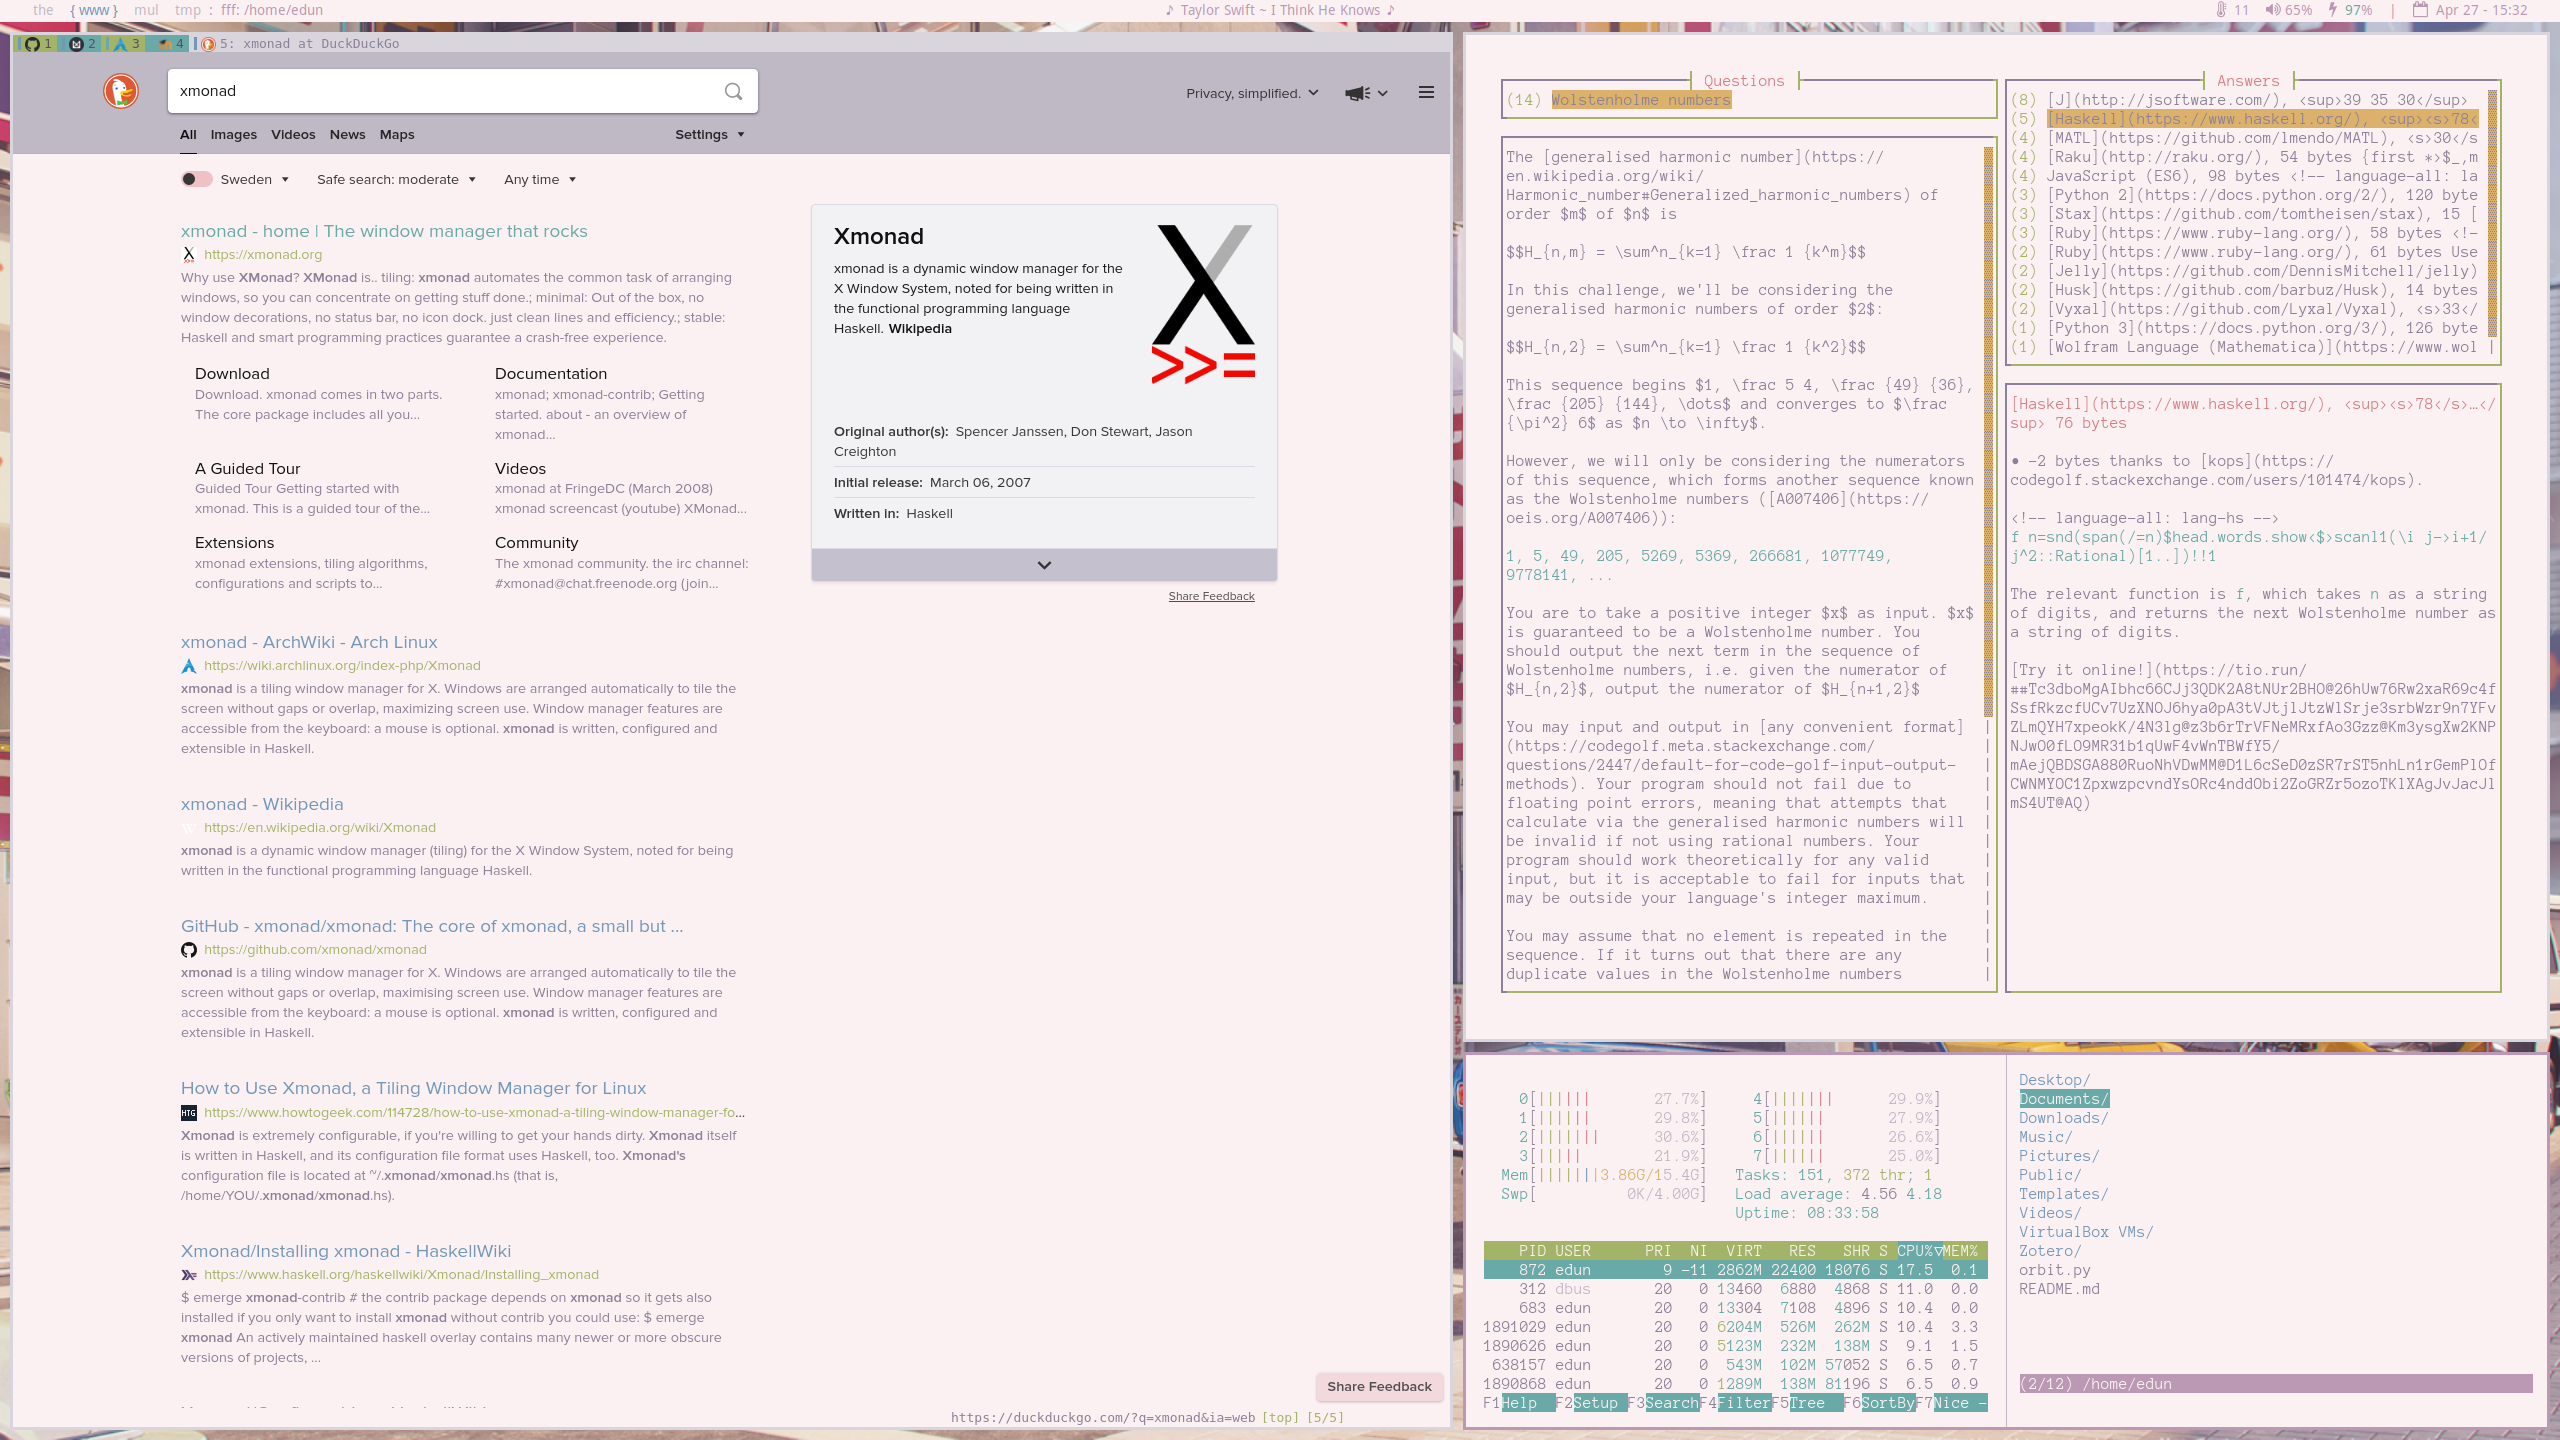 the { www } mul tmp : fff: /home/edun
♪ Taylor Swift ~ I Think He Knows ♪
11 65% 97% | Apr 27 - 15:32
1 2 3 4 5: xmonad at DuckDuckGo
xmonad
Privacy, simplified.
All Images Videos News Maps Settings
Sweden Safe search: moderate Any time
xmonad - home | The window manager that rocks
https://xmonad.org
Why use XMonad? XMonad is.. tiling: xmonad automates the common task of arranging
windows, so you can concentrate on getting stuff done.; minimal: Out of the box, no
window decorations, no status bar, no icon dock. just clean lines and efficiency.; stable:
Haskell and smart programming practices guarantee a crash-free experience.
Download
Download. xmonad comes in two parts.
The core package includes all you...
Documentation
xmonad; xmonad-contrib; Getting
started. about - an overview of
xmonad...
A Guided Tour
Guided Tour Getting started with
xmonad. This is a guided tour of the...
Videos
xmonad at FringeDC (March 2008)
xmonad screencast (youtube) XMonad...
Extensions
xmonad extensions, tiling algorithms,
configurations and scripts to...
Community
The xmonad community. the irc channel:
#xmonad@chat.freenode.org (join...
xmonad - ArchWiki - Arch Linux
https://wiki.archlinux.org/index-php/Xmonad
xmonad is a tiling window manager for X. Windows are arranged automatically to tile the
screen without gaps or overlap, maximizing screen use. Window manager features are
accessible from the keyboard: a mouse is optional. xmonad is written, configured and
extensible in Haskell.
xmonad - Wikipedia
https://en.wikipedia.org/wiki/Xmonad
xmonad is a dynamic window manager (tiling) for the X Window System, noted for being
written in the functional programming language Haskell.
GitHub - xmonad/xmonad: The core of xmonad, a small but ...
https://github.com/xmonad/xmonad
xmonad is a tiling window manager for X. Windows are arranged automatically to tile the
screen without gaps or overlap, maximising screen use. Window manager features are
accessible from the keyboard: a mouse is optional. xmonad is written, configured and
extensible in Haskell.
How to Use Xmonad, a Tiling Window Manager for Linux
HTG https://www.howtogeek.com/114728/how-to-use-xmonad-a-tiling-window-manager-fo...
Xmonad is extremely configurable, if you're willing to get your hands dirty. Xmonad itself
is written in Haskell, and its configuration file format uses Haskell, too. Xmonad's
configuration file is located at ~/.xmonad/xmonad.hs (that is,
/home/YOU/.xmonad/xmonad.hs).
Xmonad/Installing xmonad - HaskellWiki
https://www.haskell.org/haskellwiki/Xmonad/Installing_xmonad
$ emerge xmonad-contrib # the contrib package depends on xmonad so it gets also
installed if you only want to install xmonad without contrib you could use: $ emerge
xmonad An actively maintained haskell overlay contains many newer or more obscure
versions of projects, ...
Xmonad
xmonad is a dynamic window manager for the
X Window System, noted for being written in
the functional programming language
Haskell. Wikipedia
X
>>=
Original author(s): Spencer Janssen, Don Stewart, Jason
Creighton
Initial release: March 06, 2007
Written in: Haskell
Share Feedback
Share Feedback
https://duckduckgo.com/?q=xmonad&ia=web [top] [5/5]
Questions
(14) Wolstenholme numbers
The [generalised harmonic number](https://
en.wikipedia.org/wiki/
Harmonic_number#Generalized_harmonic_numbers) of
order $m$ of $n$ is
$$H_{n,m} = \sum^n_{k=1} \frac 1 {k^m}$$
In this challenge, we'll be considering the
generalised harmonic numbers of order $2$:
$$H_{n,2} = \sum^n_{k=1} \frac 1 {k^2}$$
This sequence begins $1, \frac 5 4, \frac {49} {36},
\frac {205} {144}, \dots$ and converges to $\frac
{\pi^2} 6$ as $n \to \infty$.
However, we will only be considering the numerators
of this sequence, which forms another sequence known
as the Wolstenholme numbers ([A007406](https://
oeis.org/A007406)):
1, 5, 49, 205, 5269, 5369, 266681, 1077749,
9778141, ...
You are to take a positive integer $x$ as input. $x$
is guaranteed to be a Wolstenholme number. You
should output the next term in the sequence of
Wolstenholme numbers, i.e. given the numerator of
$H_{n,2}$, output the numerator of $H_{n+1,2}$
You may input and output in [any convenient format]
(https://codegolf.meta.stackexchange.com/
questions/2447/default-for-code-golf-input-output-
methods). Your program should not fail due to
floating point errors, meaning that attempts that
calculate via the generalised harmonic numbers will
be invalid if not using rational numbers. Your
program should work theoretically for any valid
input, but it is acceptable to fail for inputs that
may be outside your language's integer maximum.
You may assume that no element is repeated in the
sequence. If it turns out that there are any
duplicate values in the Wolstenholme numbers
Answers
(8) [J](http://jsoftware.com/), <sup>39 35 30</sup>
(5) [Haskell](https://www.haskell.org/), <sup><s>78<
(4) [MATL](https://github.com/lmendo/MATL), <s>30</s
(4) [Raku](http://raku.org/), 54 bytes {first *>$_,m
(4) JavaScript (ES6), 98 bytes <!-- language-all: la
(3) [Python 2](https://docs.python.org/2/), 120 byte
(3) [Stax](https://github.com/tomtheisen/stax), 15 [
(3) [Ruby](https://www.ruby-lang.org/), 58 bytes <!-
(2) [Ruby](https://www.ruby-lang.org/), 61 bytes Use
(2) [Jelly](https://github.com/DennisMitchell/jelly)
(2) [Husk](https://github.com/barbuz/Husk), 14 bytes
(2) [Vyxal](https://github.com/Lyxal/Vyxal), <s>33</
(1) [Python 3](https://docs.python.org/3/), 126 byte
(1) [Wolfram Language (Mathematica)](https://www.wol
[Haskell](https://www.haskell.org/), <sup><s>78</s>…</
sup> 76 bytes
• -2 bytes thanks to [kops](https://
codegolf.stackexchange.com/users/101474/kops).
<!-- language-all: lang-hs -->
f n=snd(span(/=n)$head.words.show<$>scanl1(\i j->i+1/
j^2::Rational)[1..])!!1
The relevant function is f, which takes n as a string
of digits, and returns the next Wolstenholme number as
a string of digits.
[Try it online!](https://tio.run/
##Tc3dboMgAIbhc66CJj3QDK2A8tNUr2BHO@26hUw76Rw2xaR69c4f
SsfRkzcfUCv7UzXNOJ6hya0pA3tVJtjlJtzWlSrje3srbWzr9n7YFv
ZLmQYH7xpeokK/4N3lg@z3b6rTrVFNeMRxfAo3Gzz@Km3ysgXw2KNP
NJwO0fLO9MR31b1qUwF4vWnTBWfY5/
mAejQBDSGA880RuoNhVDwMM@D1L6cSeD0zSR7rST5nhLn1rGemPlOf
CWNMYOC1ZpxwzpcvndYsORc4nddObi2ZoGRZr5ozoTKlXAgJvJacJl
mS4UT@AQ)
0[||||||27.7%] 4[|||||||29.9%]
1[||||||29.8%] 5[||||||27.9%]
2[|||||||30.6%] 6[||||||26.6%]
3[|||||21.9%] 7[||||||25.0%]
Mem[|||||||3.86G/15.4G] Tasks: 151, 372 thr; 1
Swp[0K/4.00G] Load average: 4.56 4.18
Uptime: 08:33:58
PID USER PRI NI VIRT RES SHR S CPU%▽MEM%
872 edun 9 -11 2862M 22400 18076 S 17.5 0.1
312 dbus 20 0 13460 6880 4868 S 11.0 0.0
683 edun 20 0 13304 7108 4896 S 10.4 0.0
1891029 edun 20 0 6204M 526M 262M S 10.4 3.3
1890626 edun 20 0 5123M 232M 138M S 9.1 1.5
638157 edun 20 0 543M 102M 57052 S 6.5 0.7
1890868 edun 20 0 1289M 138M 81196 S 6.5 0.9
F1Help F2Setup F3SearchF4FilterF5Tree F6SortByF7Nice -
Desktop/
Documents/
Downloads/
Music/
Pictures/
Public/
Templates/
Videos/
VirtualBox VMs/
Zotero/
orbit.py
README.md
(2/12) /home/edun